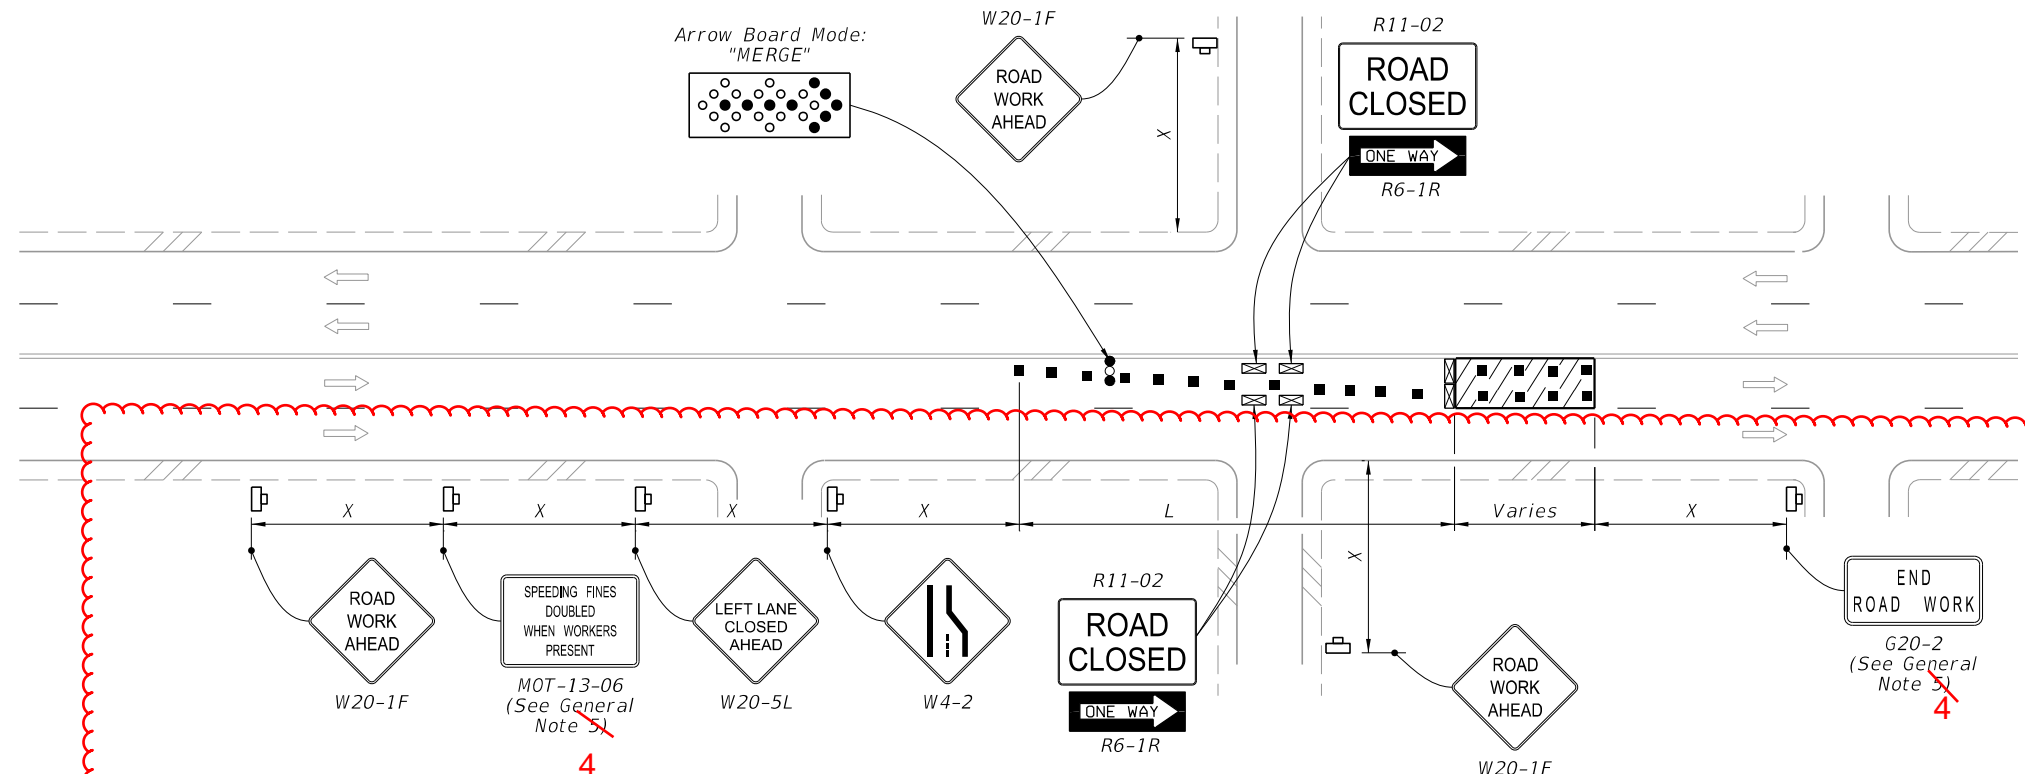 Arrow Board Mode:
"MERGE"
W20-1F
ROAD
WORK
AHEAD
X
R11-02
ROAD
CLOSED
ONE WAY
R6-1R
X
X
X
X
L
Varies
X
X
ROAD
WORK
AHEAD
W20-1F
SPEEDING FINES
DOUBLED
WHEN WORKERS
PRESENT
MOT-13-06
(See General
Note 5)
4
LEFT LANE
CLOSED
AHEAD
W20-5L
W4-2
R11-02
ROAD
CLOSED
ONE WAY
R6-1R
ROAD
WORK
AHEAD
W20-1F
END
ROAD WORK
G20-2
(See General
Note 5)
4